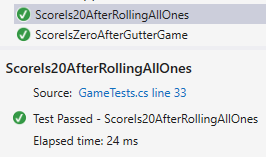 ScoreIs20AfterRollingAllOnes
ScoreIsZeroAfterGutterGame
ScoreIs20AfterRollingAllOnes
Source: GameTests.cs line 33
Test Passed - ScoreIs20AfterRollingAllOnes
Elapsed time: 24 ms